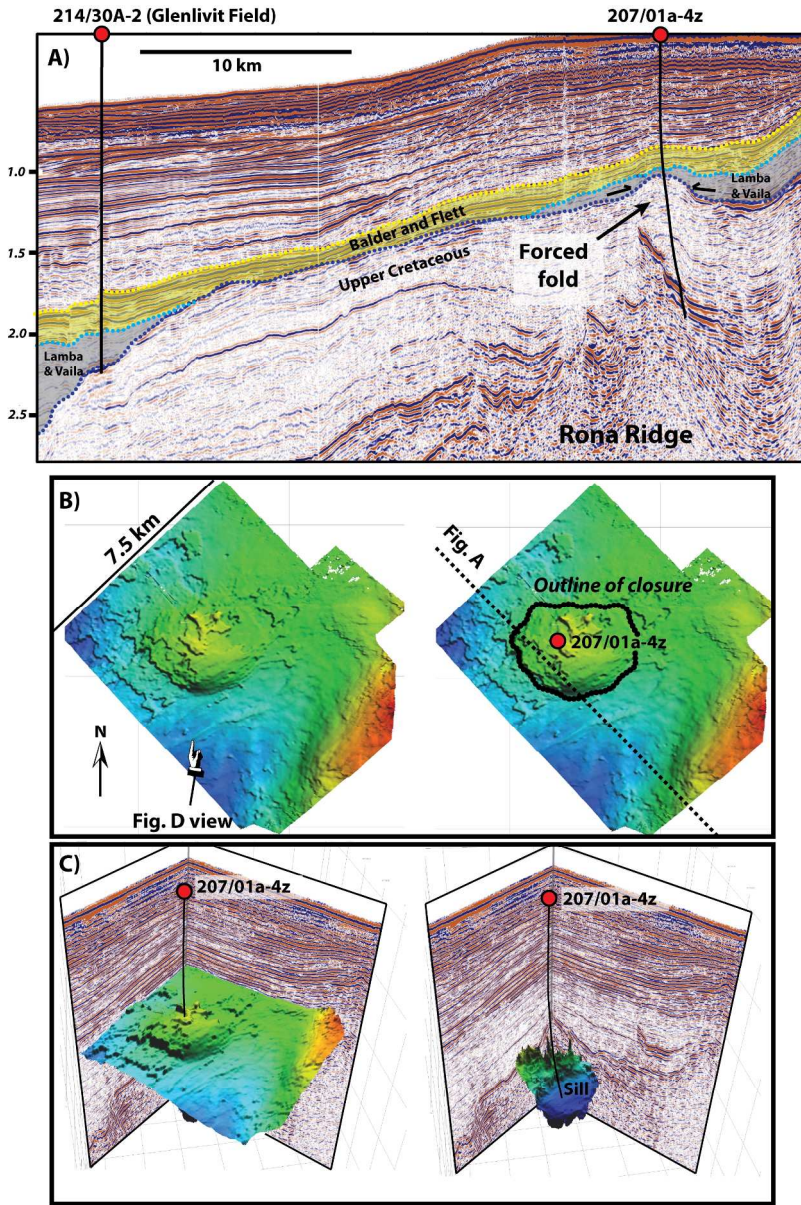 214/30A-2 (Glenlivit Field)
207/01a-4z
A)
10 km
1.0
1.5
2.0
2.5
Lamba
& Vaila
Balder and Flett
Upper Cretaceous
Forced
fold
Lamba
& Vaila
Rona Ridge
B)
7.5 km
N
Fig. D view
Fig. A
Outline of closure
207/01a-4z
C)
207/01a-4z
207/01a-4z
Sill